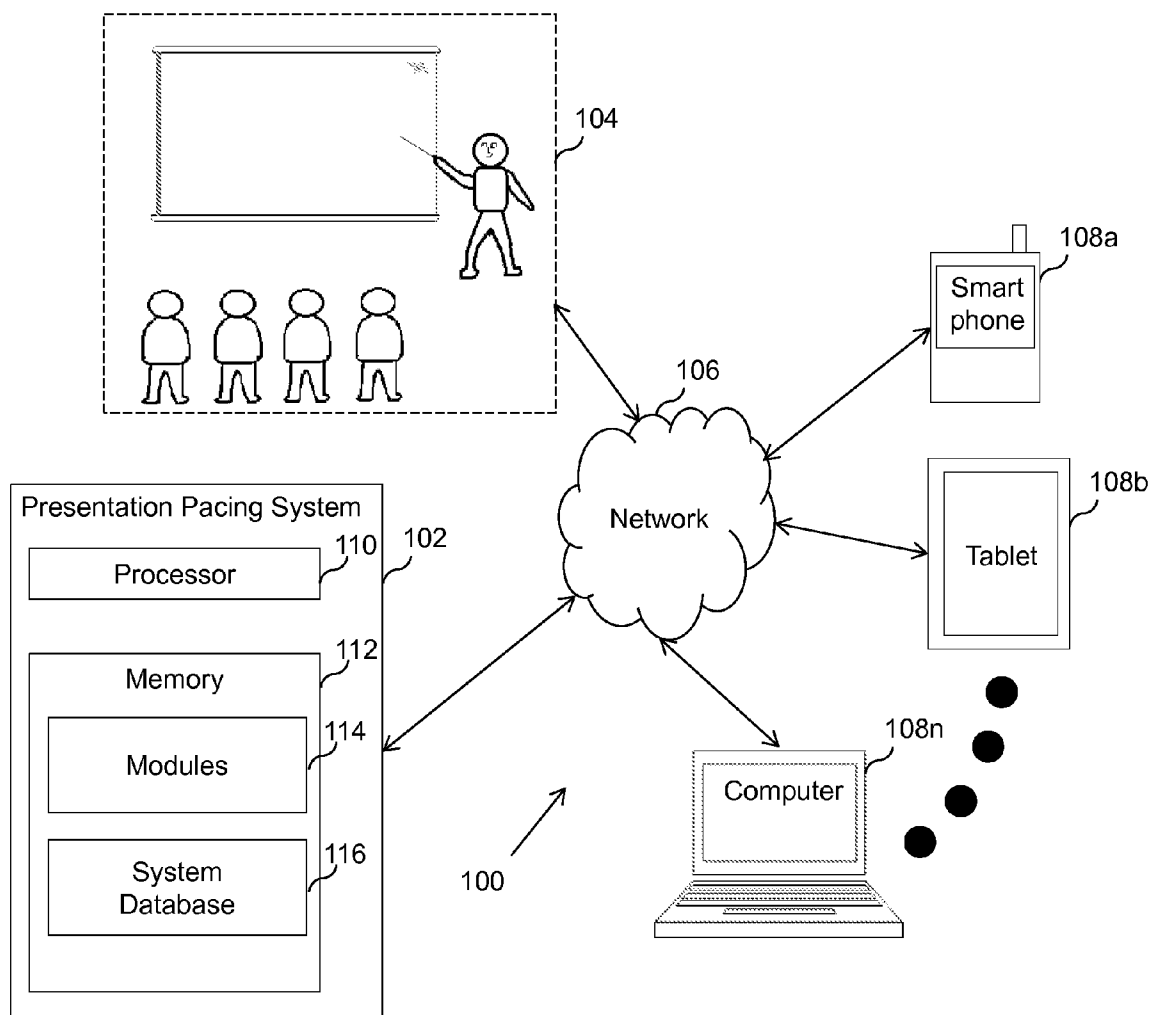 104
108a
Smart
phone
106
108b
Presentation Pacing System
Network
110
102
Tablet
Processor
112
Memory
114
108n
Modules
Computer
116
System
Database
100